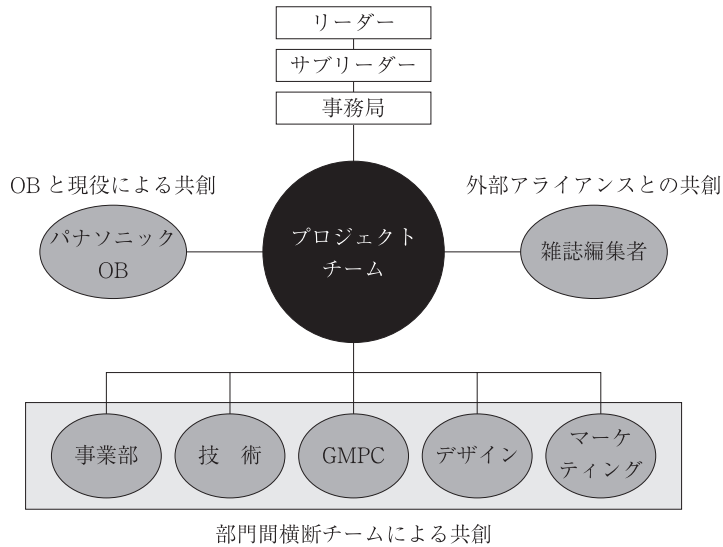 リーダー
サブリーダー
事務局
OBと現役による共創
外部アライアンスとの共創
パナソニック
OB
プロジェクト
チーム
雑誌編集者
事業部
技　術
GMPC
デザイン
マーケ
ティング
部門間横断チームによる共創